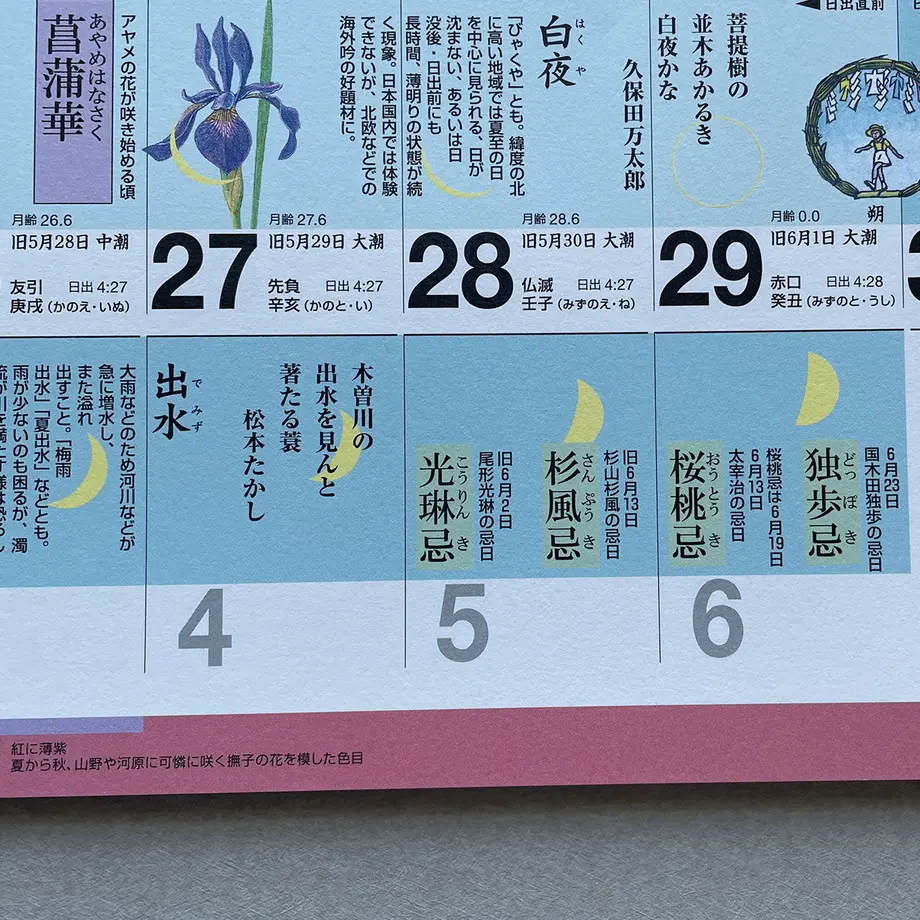 あやめはなさく
菖蒲華
アヤメの花が咲き始める頃
月齢 26.6
旧5月28日 中潮
友引 日出 4:27
庚戌（かのえ・いぬ）
白夜
はくや
「びゃくや」とも。緯度の北
に高い地域では夏至の日
を中心に見られる、日が
沈まない、あるいは日
没後・日出前にも
長時間、薄明りの状態が続
く現象。日本国内では体験
できないが、北欧などでの
海外吟の好題材に。
月齢 27.6
27
旧5月29日 大潮
先負 日出 4:27
辛亥（かのと・い）
菩提樹の
並木あかるき
白夜かな
久保田万太郎
月齢 28.6
28
旧5月30日 大潮
仏滅 日出 4:27
壬子（みずのえ・ね）
日出直前
朔
月齢 0.0
29
旧6月1日 大潮
赤口 日出 4:28
癸丑（みずのと・うし）
出水
でみず
大雨などのため河川などが
急に増水し、
また溢れ
出すこと。「梅雨
出水」「夏出水」などとも。
雨が少ないのも困るが、濁
木曽川の
出水を見んと
著たる蓑
松本たかし
4
旧6月13日
杉山杉風の忌日
杉風忌
さんぷうき
旧6月2日
尾形光琳の忌日
光琳忌
こうりんき
5
6月23日
国木田独歩の忌日
独歩忌
どっぽき
桜桃忌は6月19日
6月13日
太宰治の忌日
桜桃忌
おうとうき
6
紅に薄紫
夏から秋、山野や河原に可憐に咲く撫子の花を模した色目